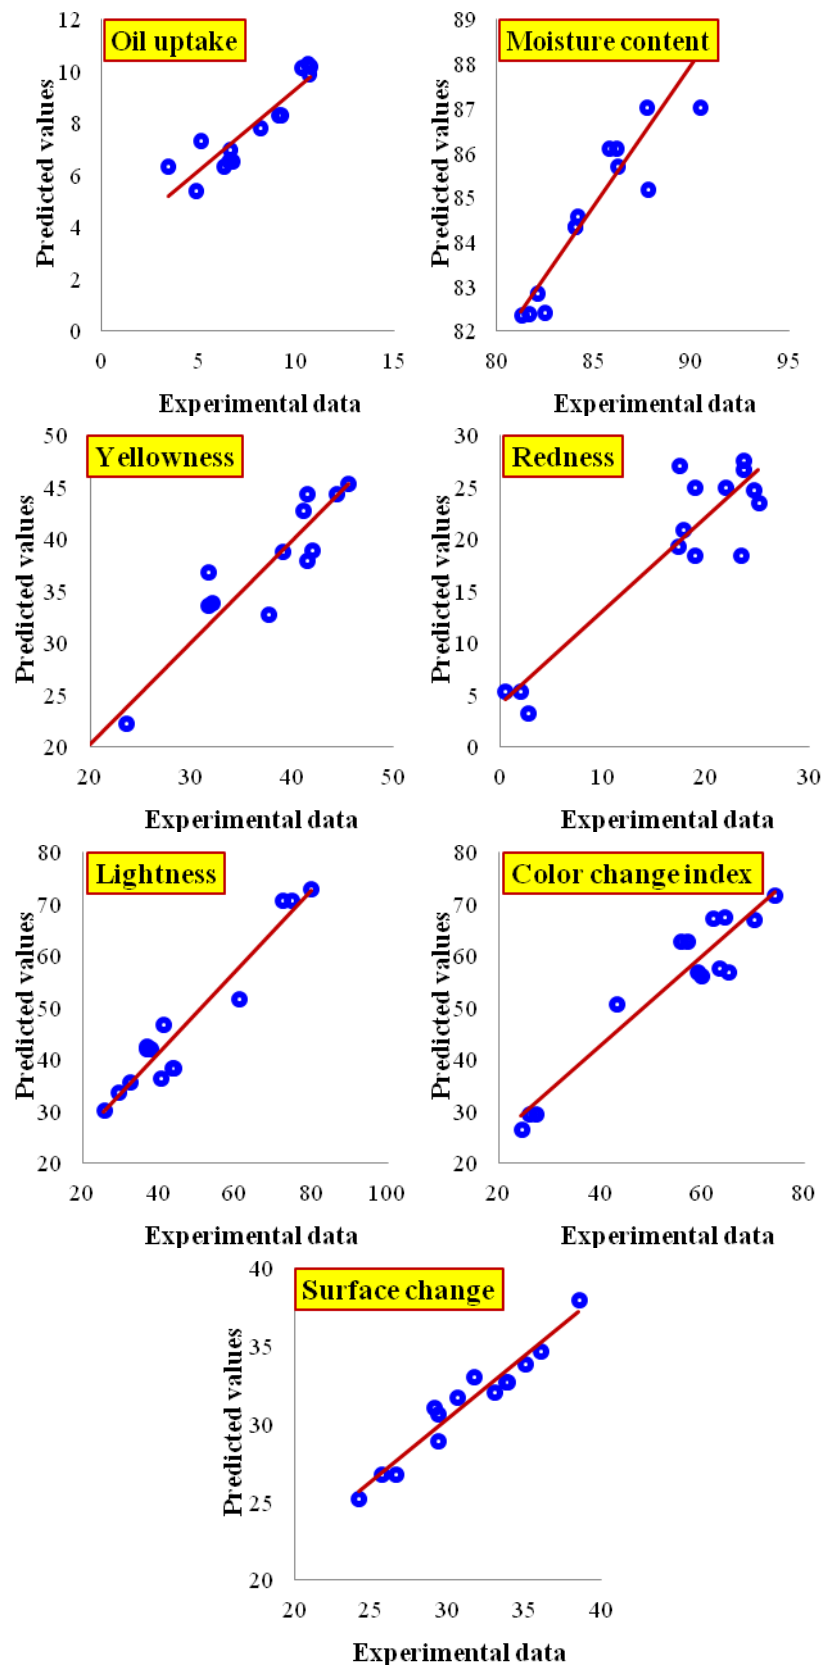 Oil uptake
Predicted values
12
10
8
6
4
2
0
0 5 10 15
Experimental data
Moisture content
Predicted values
89
88
87
86
85
84
83
82
80 85 90 95
Experimental data
Yellowness
Predicted values
50
45
40
35
30
25
20
20 30 40 50
Experimental data
Redness
Predicted values
30
25
20
15
10
5
0
0 10 20 30
Experimental data
Lightness
Predicted values
80
70
60
50
40
30
20
20 40 60 80 100
Experimental data
Color change index
Predicted values
80
70
60
50
40
30
20
20 40 60 80
Experimental data
Surface change
Predicted values
40
35
30
25
20
20 25 30 35 40
Experimental data